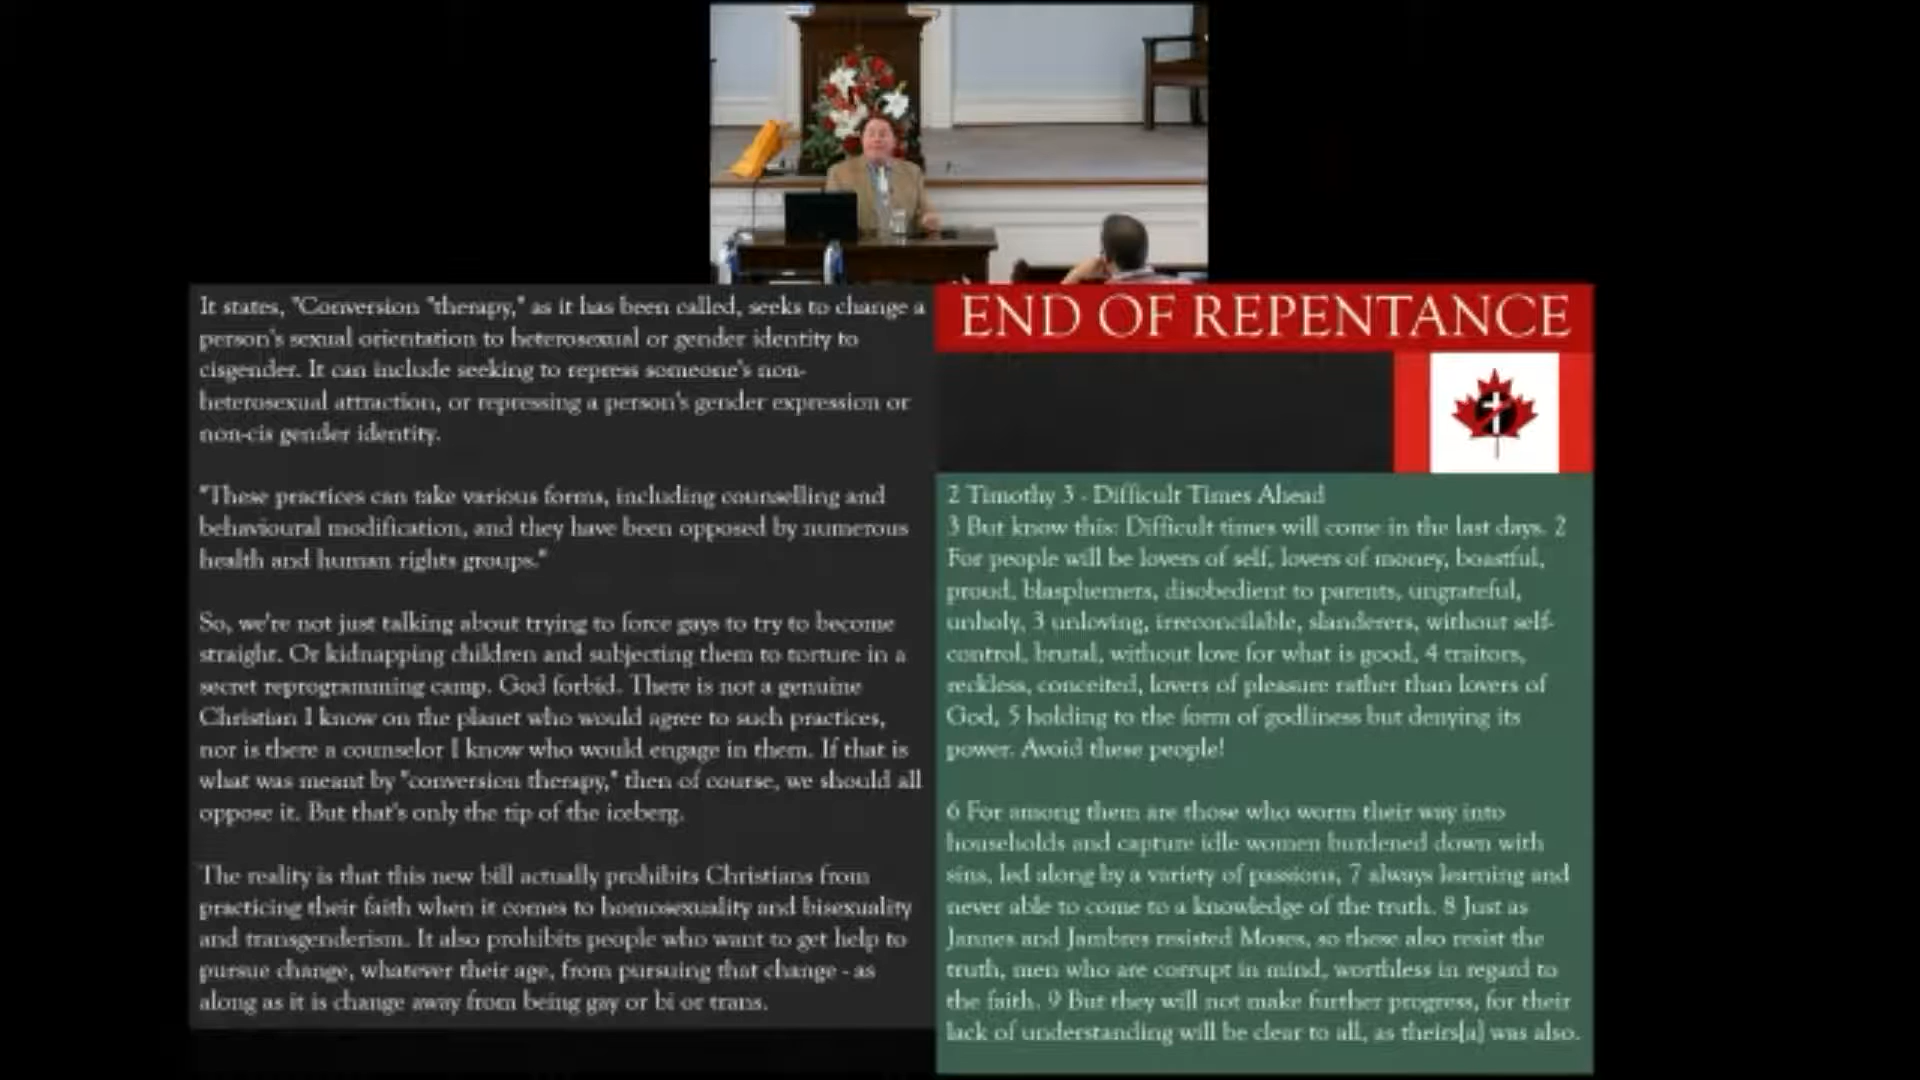 It states, "Conversion "therapy," as it has been called, seeks to change a
person's sexual orientation to heterosexual or gender identity to
cisgender. It can include seeking to repress someone's non-
heterosexual attraction, or repressing a person's gender expression or
non-cis gender identity.
"These practices can take various forms, including counselling and
behavioural modification, and they have been opposed by numerous
health and human rights groups."
So, we're not just talking about trying to force gays to try to become
straight. Or kidnapping children and subjecting them to torture in a
secret reprogramming camp. God forbid. There is not a genuine
Christian I know on the planet who would agree to such practices,
nor is there a counselor I know who would engage in them. If that is
what was meant by "conversion therapy," then of course, we should all
oppose it. But that's only the tip of the iceberg.
The reality is that this new bill actually prohibits Christians from
practicing their faith when it comes to homosexuality and bisexuality
and transgenderism. It also prohibits people who want to get help to
pursue change, whatever their age, from pursuing that change - as
along as it is change away from being gay or bi or trans.
END OF REPENTANCE
2 Timothy 3 - Difficult Times Ahead
3 But know this: Difficult times will come in the last days. 2
For people will be lovers of self, lovers of money, boastful,
proud, blasphemers, disobedient to parents, ungrateful,
unholy, 3 unloving, irreconcilable, slanderers, without self-
control, brutal, without love for what is good, 4 traitors,
reckless, conceited, lovers of pleasure rather than lovers of
God, 5 holding to the form of godliness but denying its
power. Avoid these people!
6 For among them are those who worm their way into
households and capture idle women burdened down with
sins, led along by a variety of passions, 7 always learning and
never able to come to a knowledge of the truth. 8 Just as
Jannes and Jambres resisted Moses, so these also resist the
truth, men who are corrupt in mind, worthless in regard to
the faith. 9 But they will not make further progress, for their
lack of understanding will be clear to all, as theirs[a] was also.